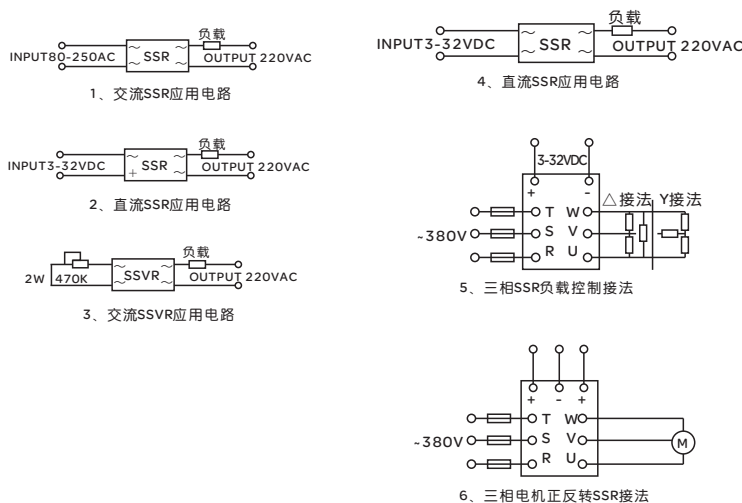 负载
INPUT80-250AC SSR OUTPUT 220VAC
1、交流SSR应用电路
负载
INPUT3-32VDC + SSR OUTPUT 220VAC
2、直流SSR应用电路
负载
2W 470K SSVR OUTPUT 220VAC
3、交流SSVR应用电路
负载
INPUT3-32VDC SSR OUTPUT 220VAC
4、直流SSR应用电路
3-32VDC
+ -
△接法 Y接法
T W
~380V S V
R U
5、三相SSR负载控制接法
+ - +
T W
~380V S V M
R U
6、三相电机正反转SSR接法